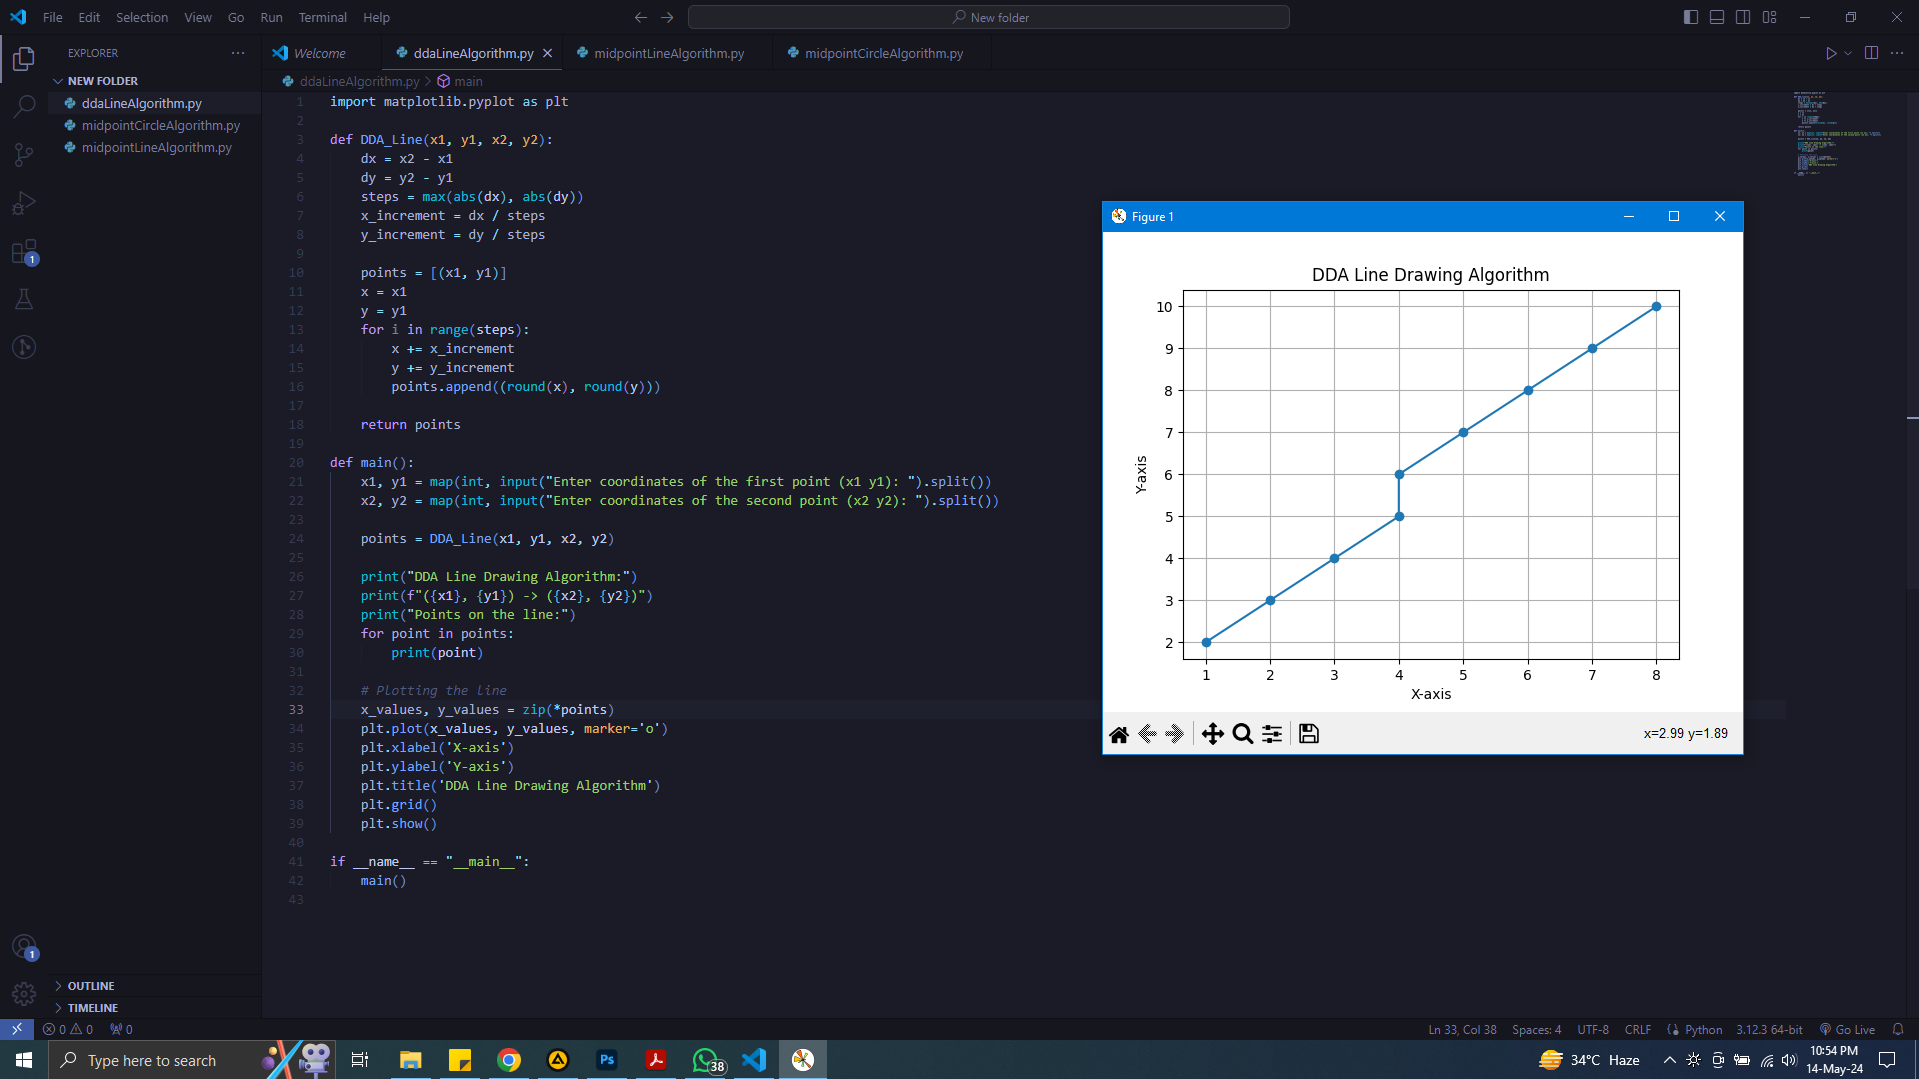 File Edit Selection View Go Run Terminal Help
New folder
EXPLORER
NEW FOLDER
ddaLineAlgorithm.py
midpointCircleAlgorithm.py
midpointLineAlgorithm.py
1
1
OUTLINE
TIMELINE
Welcome ddaLineAlgorithm.py midpointLineAlgorithm.py midpointCircleAlgorithm.py
ddaLineAlgorithm.py > main
1 import matplotlib.pyplot as plt
2
3 def DDA_Line(x1, y1, x2, y2):
4 dx = x2 - x1
5 dy = y2 - y1
6 steps = max(abs(dx), abs(dy))
7 x_increment = dx / steps
8 y_increment = dy / steps
9
10 points = [(x1, y1)]
11 x = x1
12 y = y1
13 for i in range(steps):
14 x += x_increment
15 y += y_increment
16 points.append((round(x), round(y)))
17
18 return points
19
20 def main():
21 x1, y1 = map(int, input("Enter coordinates of the first point (x1 y1): ").split())
22 x2, y2 = map(int, input("Enter coordinates of the second point (x2 y2): ").split())
23
24 points = DDA_Line(x1, y1, x2, y2)
25
26 print("DDA Line Drawing Algorithm:")
27 print(f"({x1}, {y1}) -> ({x2}, {y2})")
28 print("Points on the line:")
29 for point in points:
30 print(point)
31
32 # Plotting the line
33 x_values, y_values = zip(*points)
34 plt.plot(x_values, y_values, marker='o')
35 plt.xlabel('X-axis')
36 plt.ylabel('Y-axis')
37 plt.title('DDA Line Drawing Algorithm')
38 plt.grid()
39 plt.show()
40
41 if __name__ == "__main__":
42 main()
43
Figure 1
DDA Line Drawing Algorithm
10
9
8
7
6
5
4
3
2
Y-axis
1 2 3 4 5 6 7 8
X-axis
x=2.99 y=1.89
0 0 0
Ln 33, Col 38 Spaces: 4 UTF-8 CRLF Python 3.12.3 64-bit Go Live
Type here to search
Ps
38
34°C Haze
10:54 PM
14-May-24